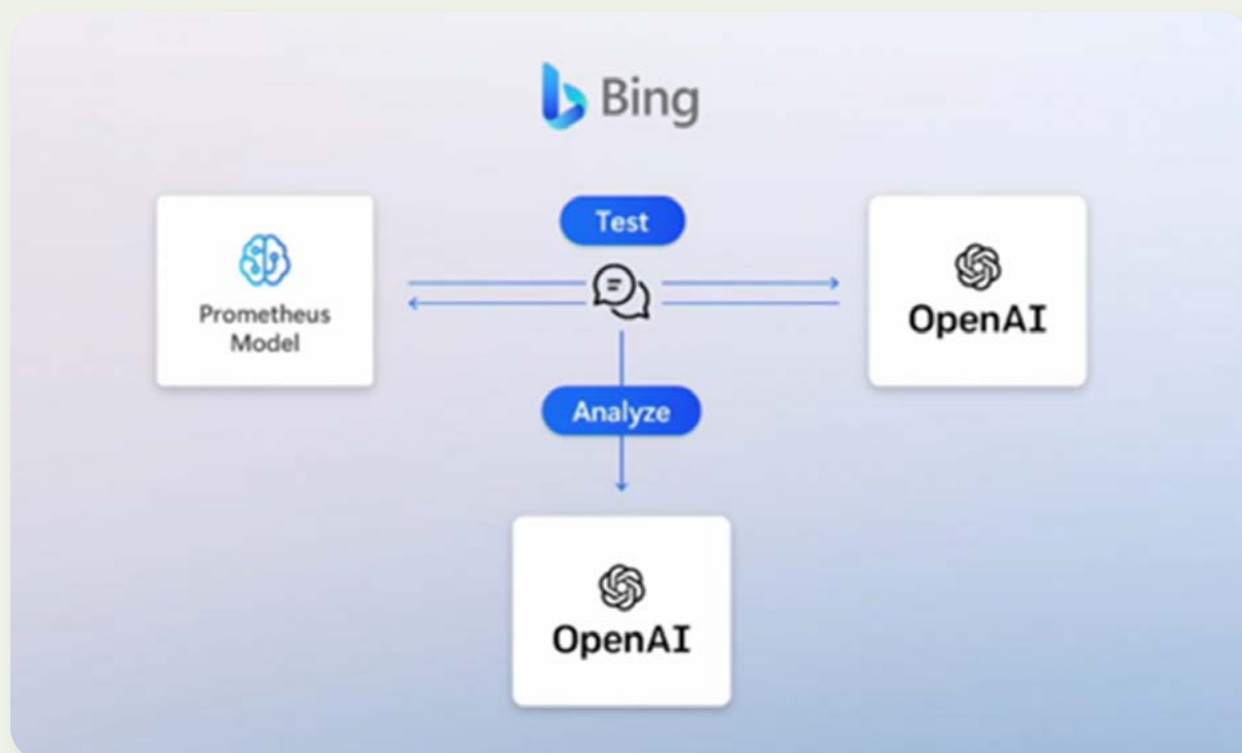 Bing
Test
Prometheus
Model
OpenAI
Analyze
OpenAI